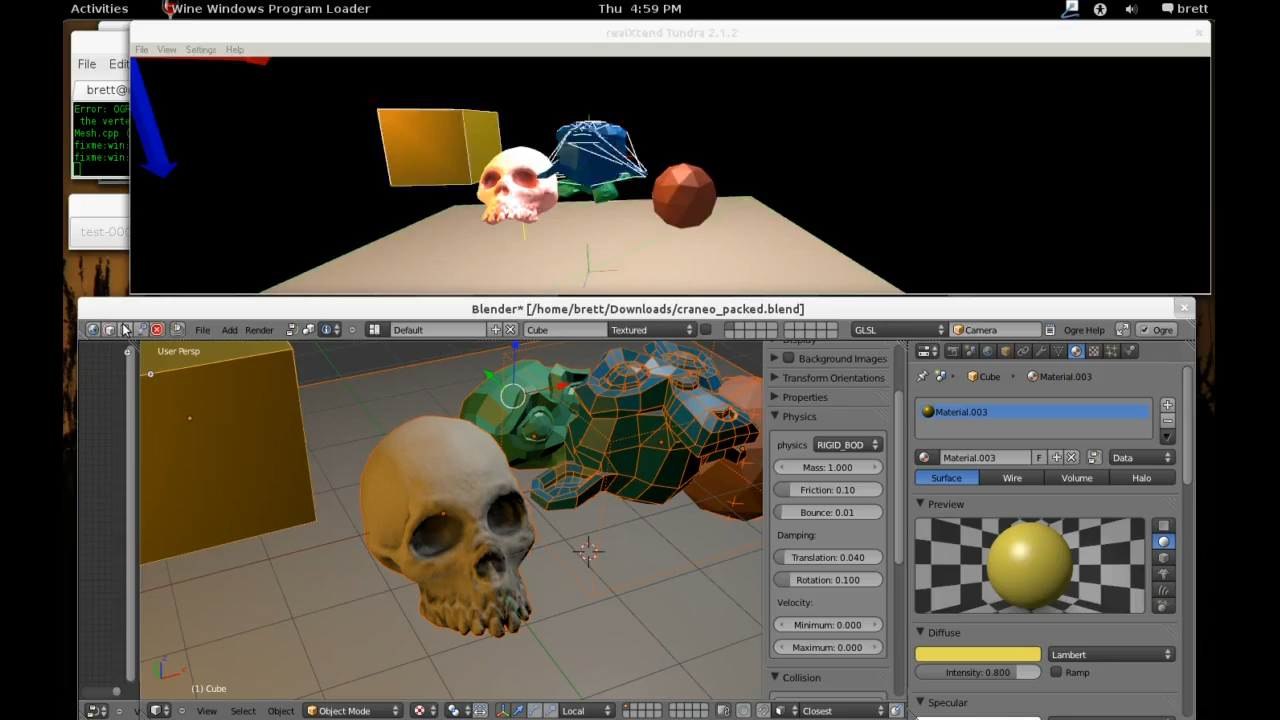 Activities Wine Windows Program Loader Thu 4:59 PM brett
realXtend Tundra 2.1.2
File View Settings Help
File Edit
brett@
Error: OG
the verte
Mesh.cpp (
fixme:win:
fixme:win:
test-00
Blender* [/home/brett/Downloads/craneo_packed.blend]
File Add Render Default Cube Textured GLSL Camera Ogre Help Ogre
User Persp
Display
Background Images
Transform Orientations
Properties
Physics
physics RIGID_BOD
Mass: 1.000
Friction: 0.10
Bounce: 0.01
Damping:
Translation: 0.040
Rotation: 0.100
Velocity:
Minimum: 0.000
Maximum: 0.000
Collision
Cube Material.003
Material.003
Material.003 F Data
Surface Wire Volume Halo
Preview
Diffuse
Lambert
Intensity: 0.800 Ramp
Specular
(1) Cube
V View Select Object Object Mode Local Closest